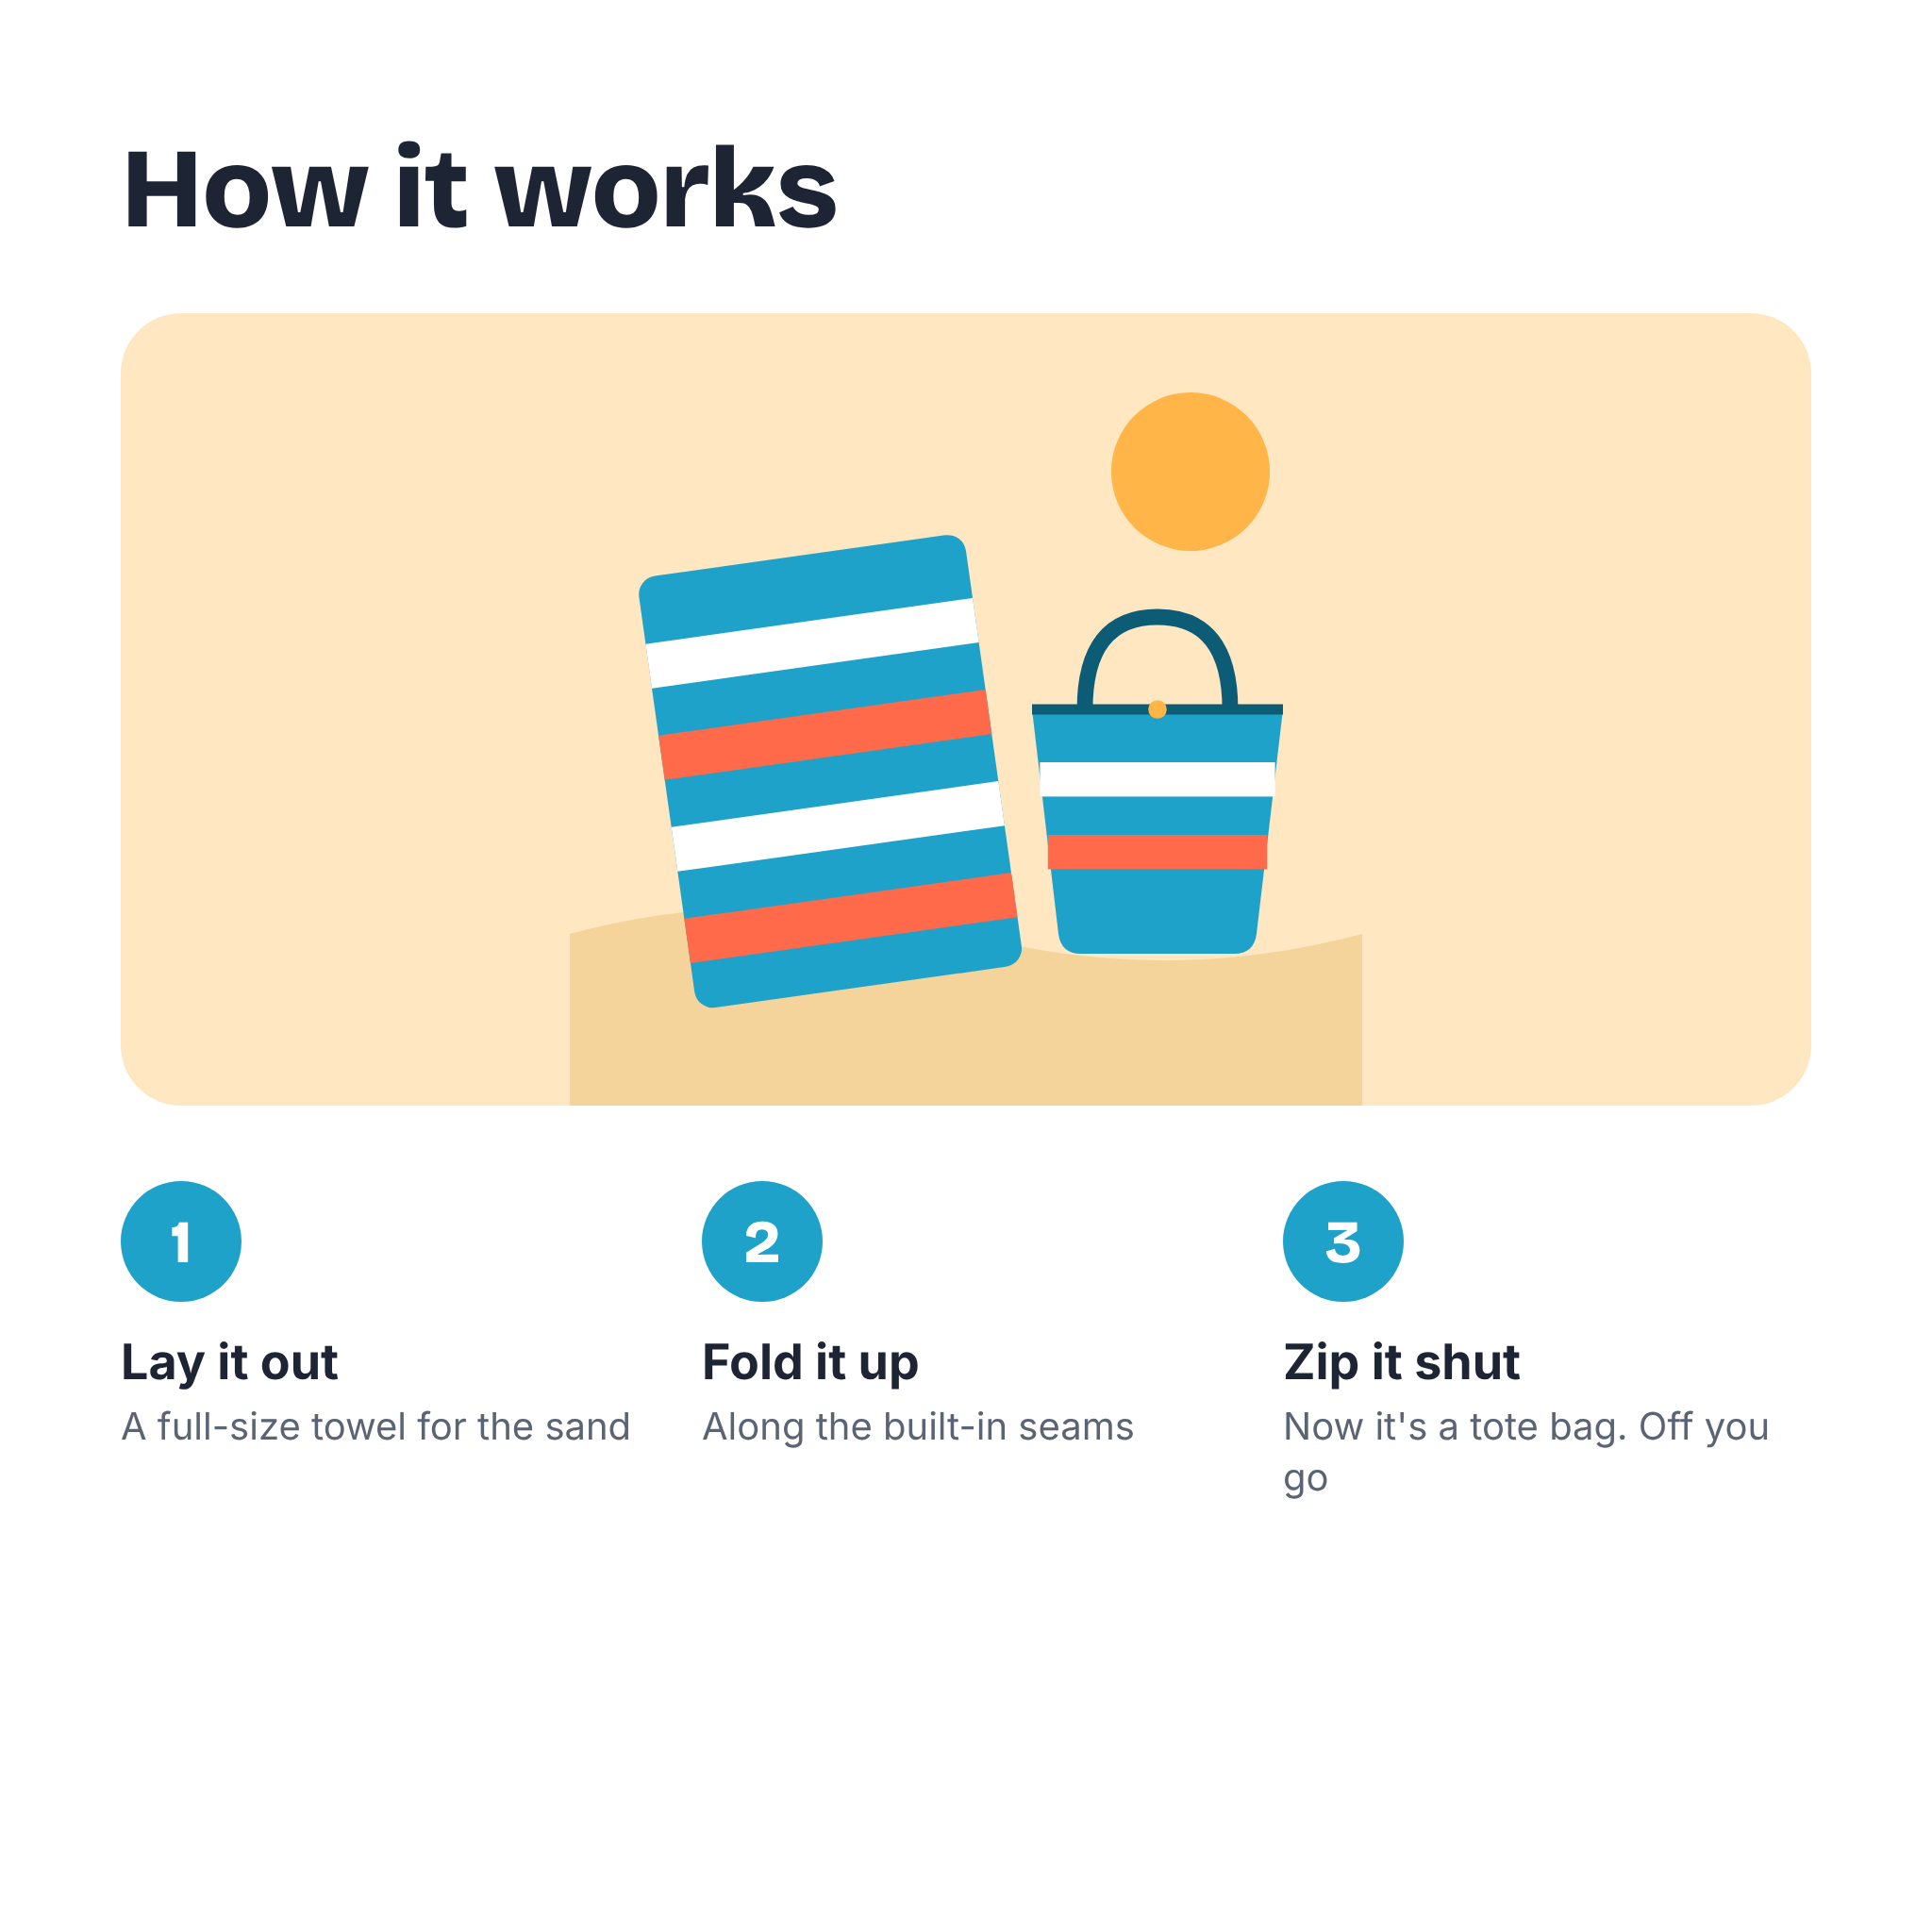 How it works
1
2
3
Lay it out
Fold it up
Zip it shut
A full-size towel for the sand
Along the built-in seams
Now it's a tote bag. Off you
go